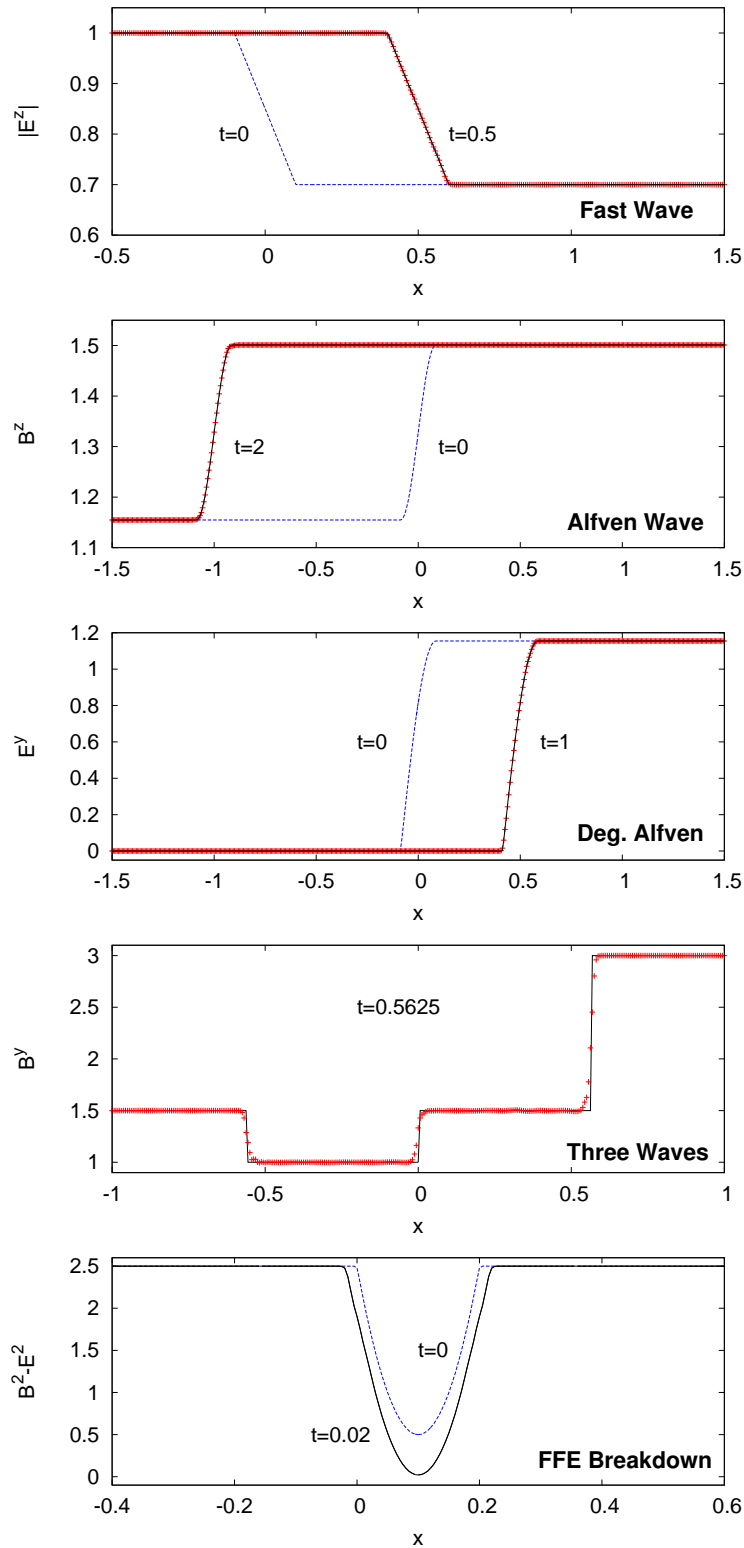 1
0.9
0.8
0.7
0.6
|E^z|
t=0
t=0.5
Fast Wave
-0.5 0 0.5 1 1.5
x
1.5
1.4
1.3
1.2
1.1
B^z
t=2
t=0
Alfven Wave
-1.5 -1 -0.5 0 0.5 1 1.5
x
1.2
1
0.8
0.6
0.4
0.2
0
E^y
t=0
t=1
Deg. Alfven
-1.5 -1 -0.5 0 0.5 1 1.5
x
3
2.5
2
1.5
1
B^y
t=0.5625
Three Waves
-1 -0.5 0 0.5 1
x
2.5
2
1.5
1
0.5
0
B^2-E^2
t=0
t=0.02
FFE Breakdown
-0.4 -0.2 0 0.2 0.4 0.6
x